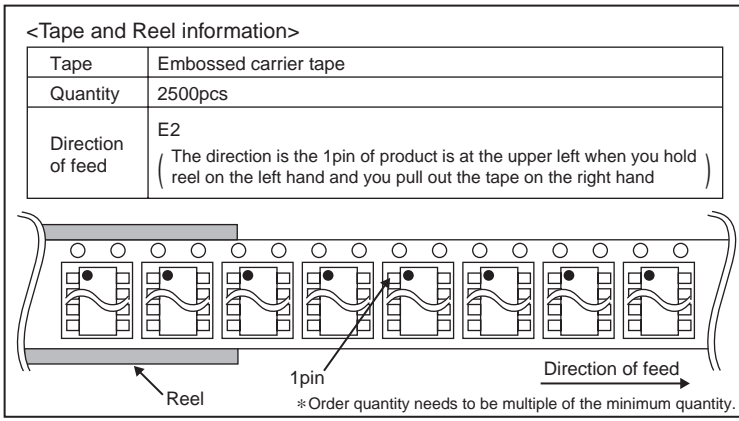 <Tape and Reel information>
Tape Embossed carrier tape
Quantity 2500pcs
Direction
of feed
E2
( The direction is the 1pin of product is at the upper left when you hold
reel on the left hand and you pull out the tape on the right hand )
Reel
1pin
Direction of feed
*Order quantity needs to be multiple of the minimum quantity.